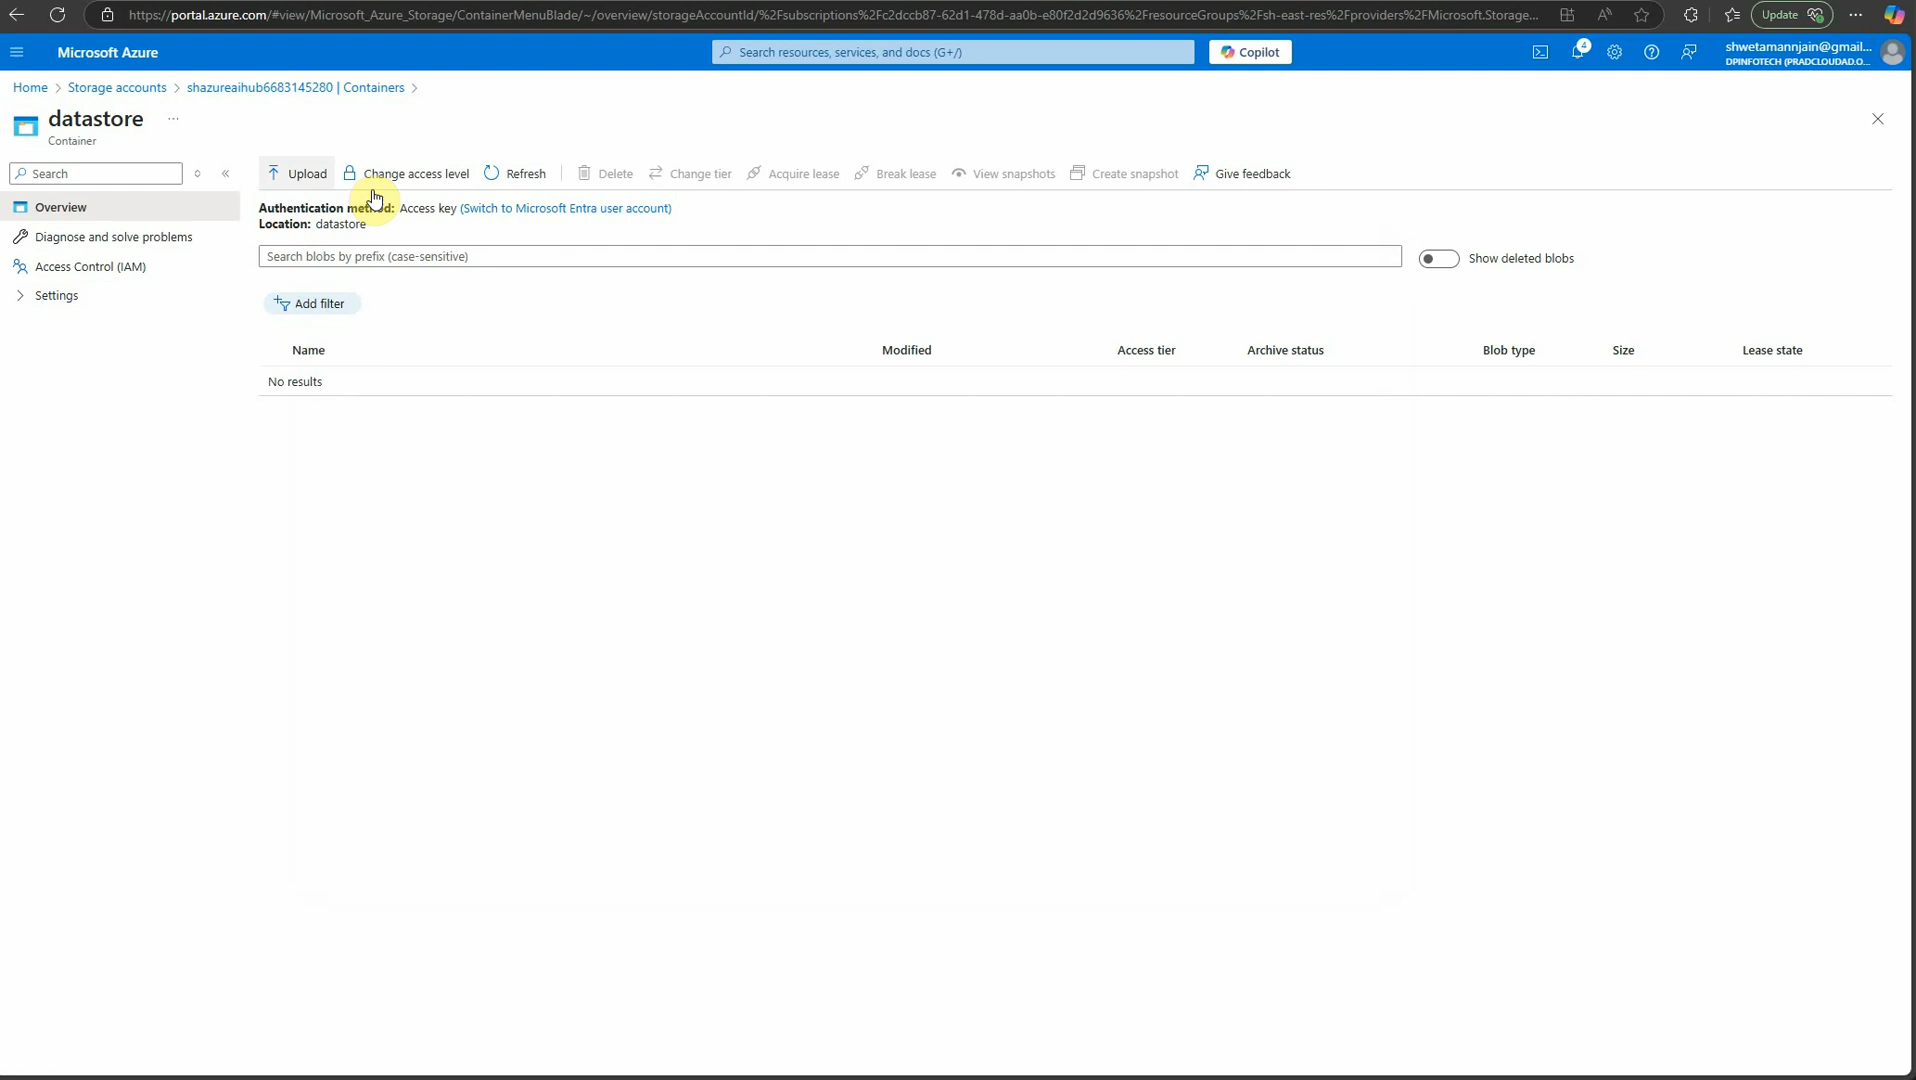 https://portal.azure.com/#view/Microsoft_Azure_Storage/ContainerMenuBlade/~/overview/storageAccountId/%2Fsubscriptions%2Fc2dccb87-62d1-478d-aa0b-e80f2d2d9636%2FresourceGroups%2Fsh-east-res%2Fproviders%2FMicrosoft.Storage...
Update
Microsoft Azure
Search resources, services, and docs (G+/)
Copilot
4
shwetamannjain@gmail...
DPINFOTECH (PRADCLOUDAD.O...
Home > Storage accounts > shazureaihub6683145280 | Containers >
datastore ...
Container
Search
Upload Change access level Refresh Delete Change tier Acquire lease Break lease View snapshots Create snapshot Give feedback
Overview
Diagnose and solve problems
Access Control (IAM)
Settings
Authentication method: Access key (Switch to Microsoft Entra user account)
Location: datastore
Search blobs by prefix (case-sensitive)
Show deleted blobs
Add filter
Name Modified Access tier Archive status Blob type Size Lease state
No results